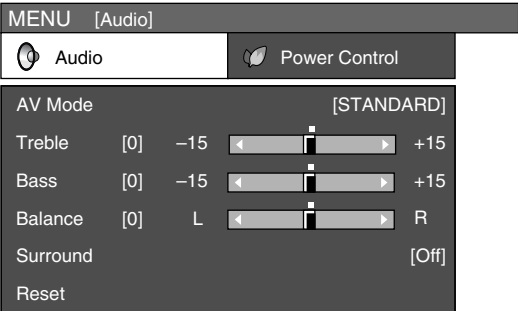 MENU [Audio]
Audio Power Control
AV Mode [STANDARD]
Treble [0] –15 +15
Bass [0] –15 +15
Balance [0] L R
Surround [Off]
Reset